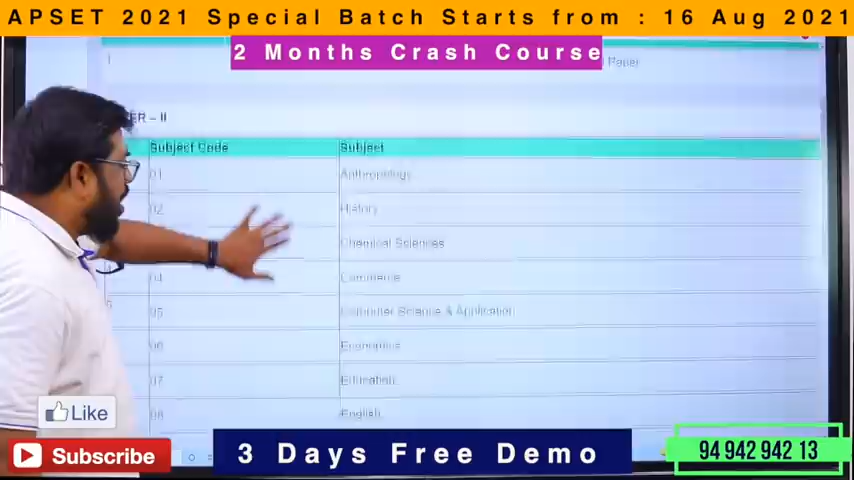 APSET 2021 Special Batch Starts from : 16 Aug 2021
2 Months Crash Course
Paper
ER – II
Subject Code Subject
01 Anthropology
02 History
Chemical Sciences
04 Commerce
05 Computer Science & Application
06 Economics
07 Education
08 English
Like
Subscribe
3 Days Free Demo
94 942 942 13